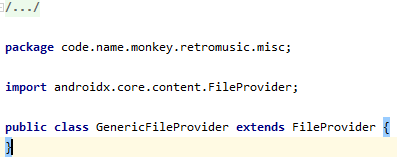 /.../
package code.name.monkey.retromusic.misc;
import androidx.core.content.FileProvider;
public class GenericFileProvider extends FileProvider {
}